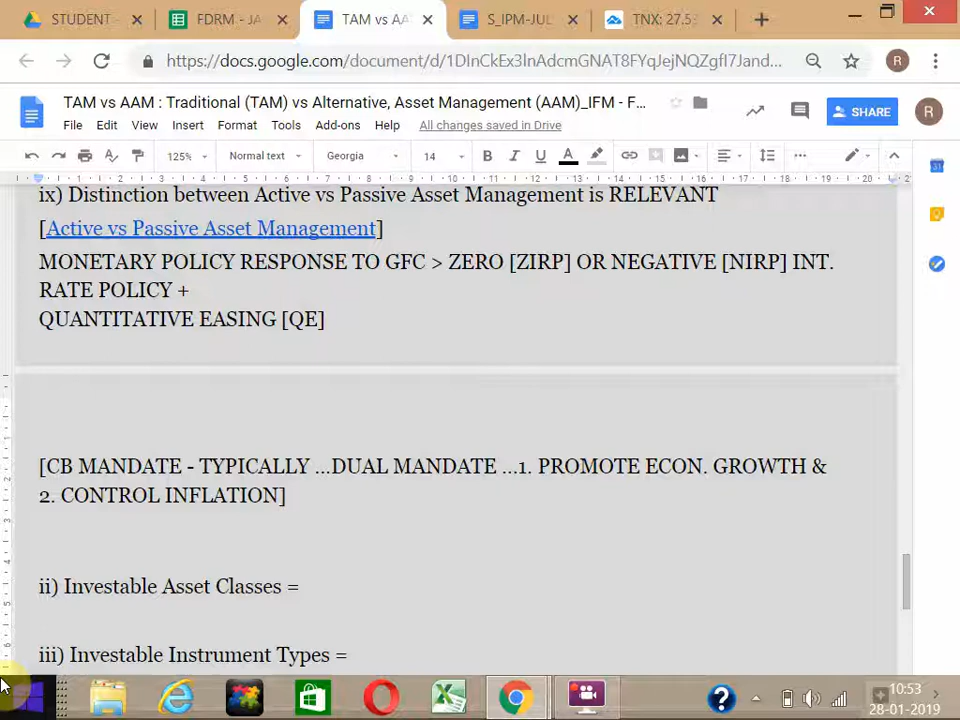 STUDENT -
FDRM - JA
TAM vs AA
S_IPM-JUL
TNX: 27.53
https://docs.google.com/document/d/1DlnCkEx3lnAdcmGNAT8FYqJejNQZgfI7Jand...
R
TAM vs AAM : Traditional (TAM) vs Alternative, Asset Management (AAM)_IFM - F...
SHARE
R
File Edit View Insert Format Tools Add-ons Help All changes saved in Drive
125% Normal text Georgia 14 B I U A
ix) Distinction between Active vs Passive Asset Management is RELEVANT
[Active vs Passive Asset Management]
MONETARY POLICY RESPONSE TO GFC > ZERO [ZIRP] OR NEGATIVE [NIRP] INT.
RATE POLICY +
QUANTITATIVE EASING [QE]
[CB MANDATE - TYPICALLY ...DUAL MANDATE ...1. PROMOTE ECON. GROWTH &
2. CONTROL INFLATION]
ii) Investable Asset Classes =
iii) Investable Instrument Types =
10:53
28-01-2019